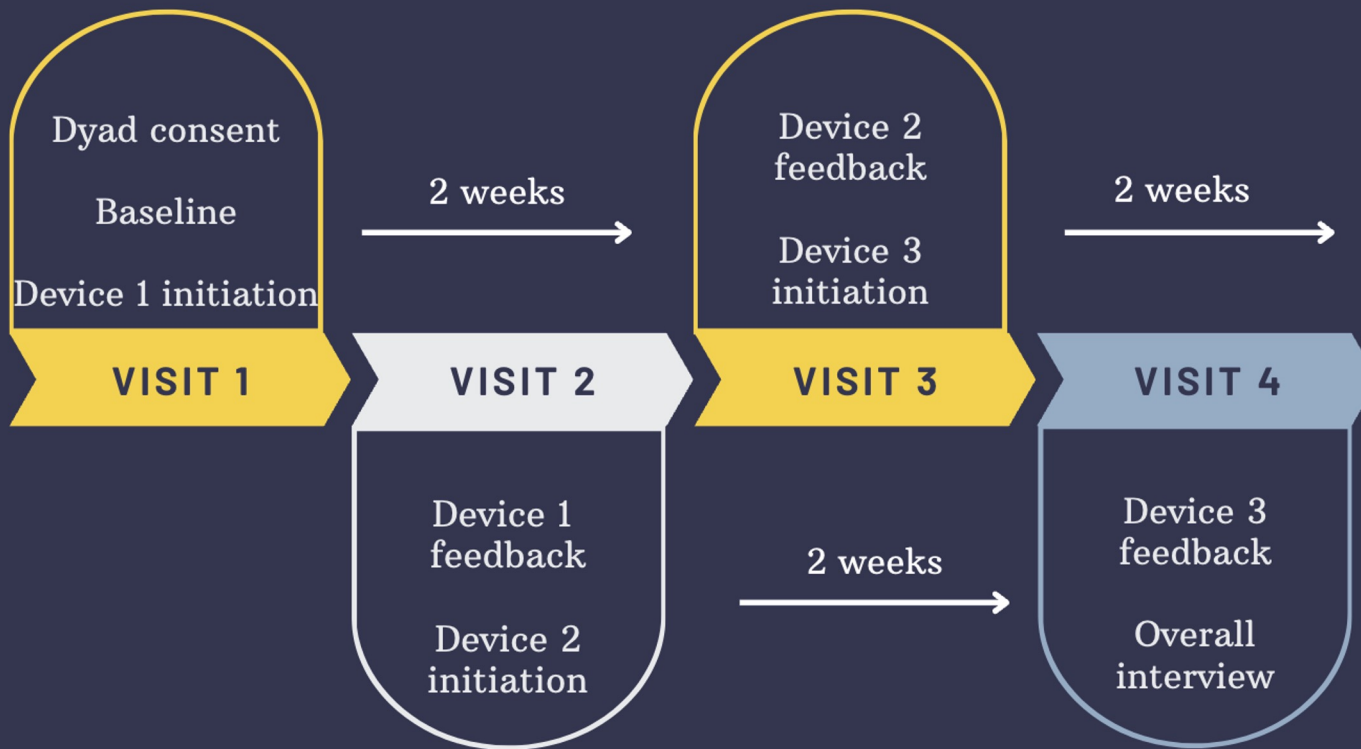 Dyad consent
Baseline
Device 1 initiation
2 weeks
Device 2
feedback
Device 3
initiation
2 weeks
VISIT 1
VISIT 2
VISIT 3
VISIT 4
Device 1
feedback
Device 2
initiation
2 weeks
Device 3
feedback
Overall
interview